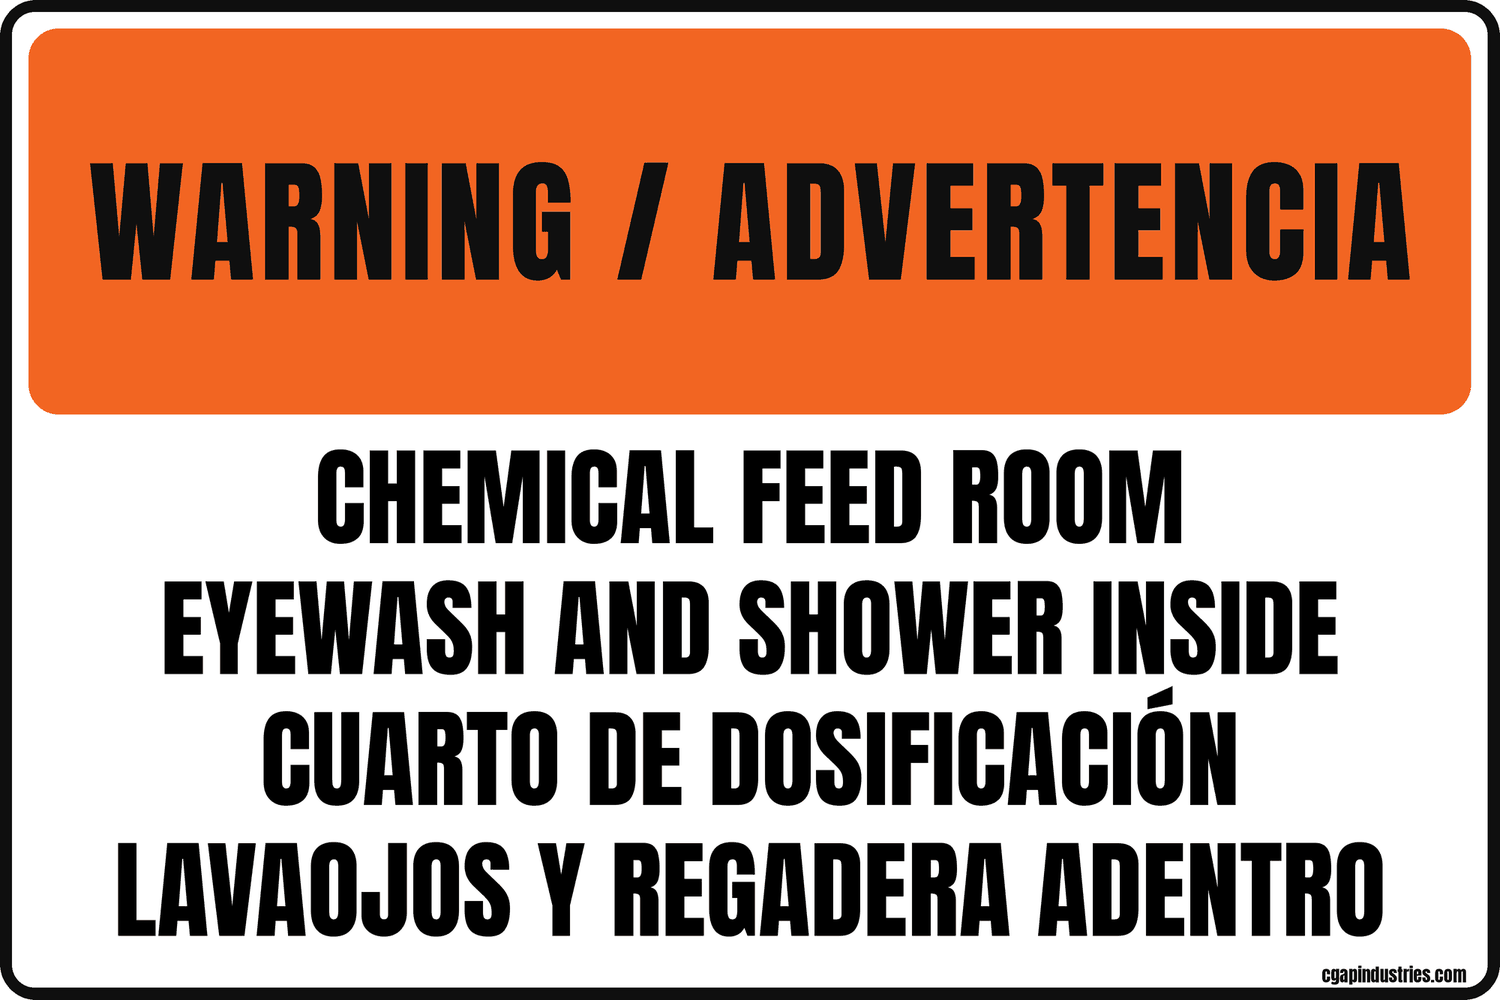 WARNING / ADVERTENCIA
CHEMICAL FEED ROOM
EYEWASH AND SHOWER INSIDE
CUARTO DE DOSIFICACIÓN
LAVAOJOS Y REGADERA ADENTRO
cgapindustries.com